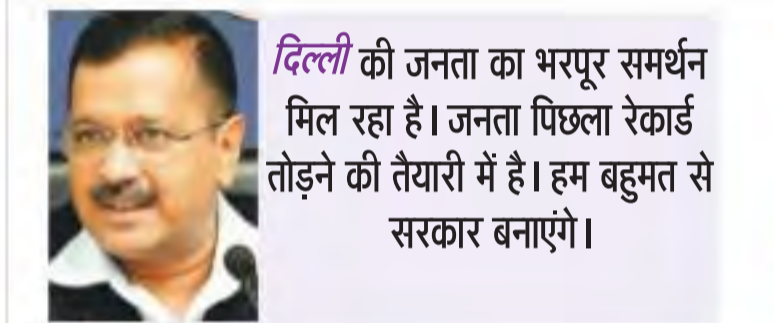 दिल्ली की जनता का भरपूर समर्थन
मिल रहा है। जनता पिछला रेकार्ड
तोड़ने की तैयारी में है। हम बहुमत से
सरकार बनाएंगे।